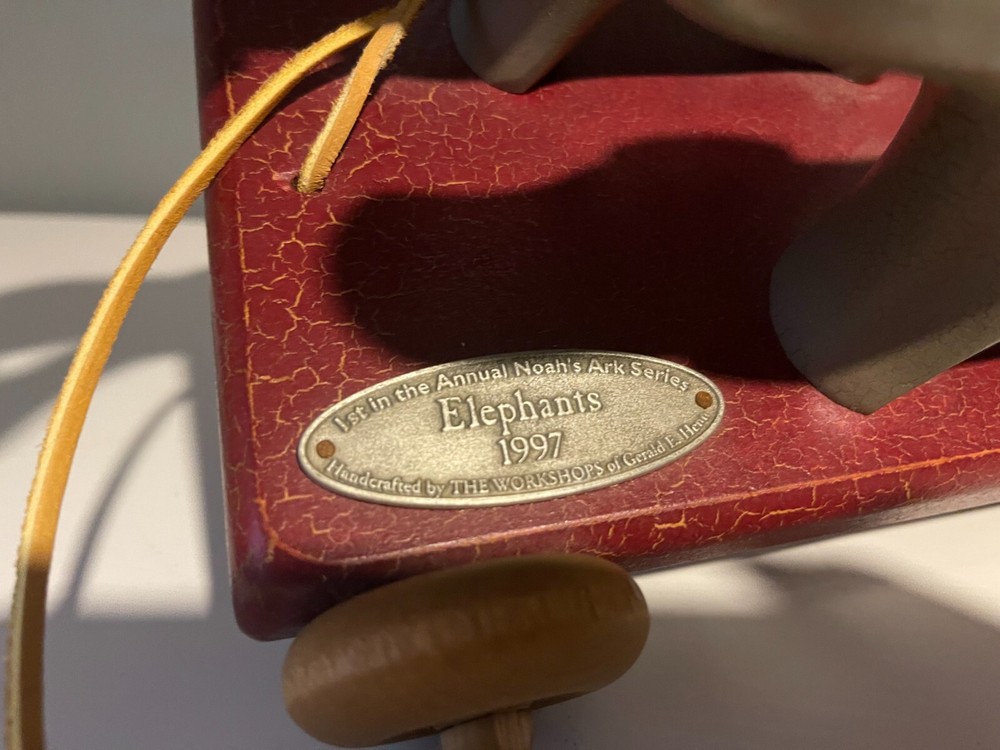 1st in the Annual Noah's Ark Series
Elephants
1997
Handcrafted by THE WORKSHOPS of Gerald E. Henn